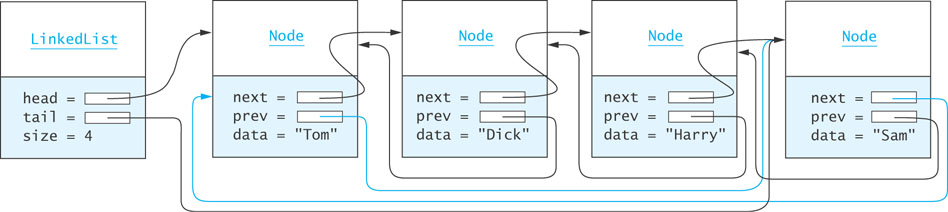 LinkedList
head =
tail =
size = 4
Node
next =
prev =
data = "Tom"
Node
next =
prev =
data = "Dick"
Node
next =
prev =
data = "Harry"
Node
next =
prev =
data = "Sam"